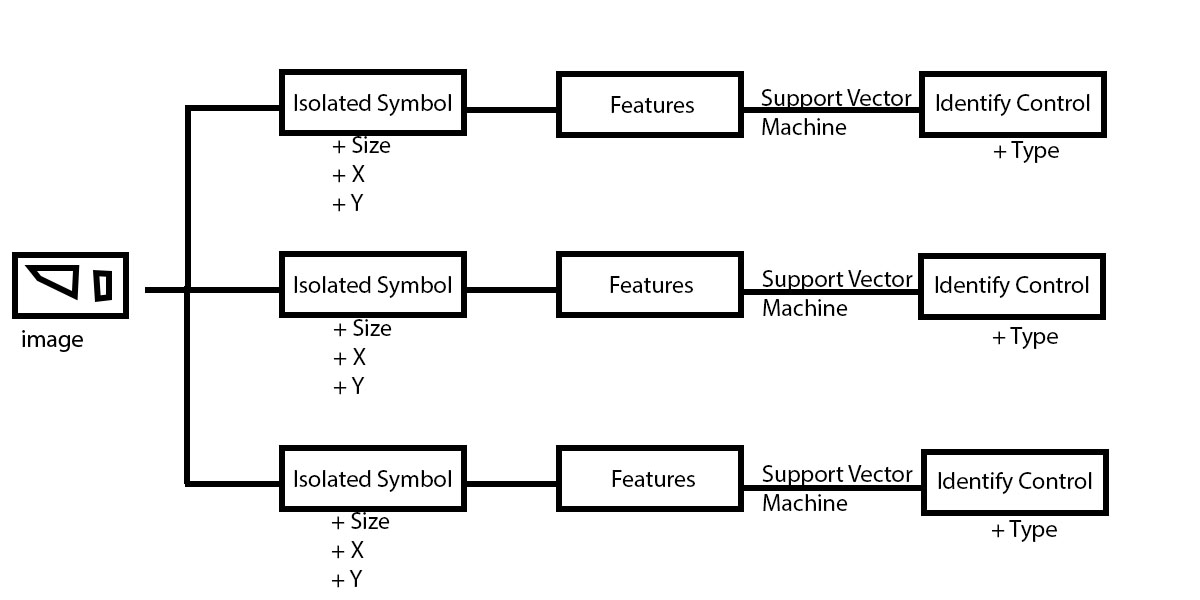 Isolated Symbol
+ Size
+ X
+ Y
Features
Support Vector
Machine
Identify Control
+ Type
image
Isolated Symbol
+ Size
+ X
+ Y
Features
Support Vector
Machine
Identify Control
+ Type
Isolated Symbol
+ Size
+ X
+ Y
Features
Support Vector
Machine
Identify Control
+ Type